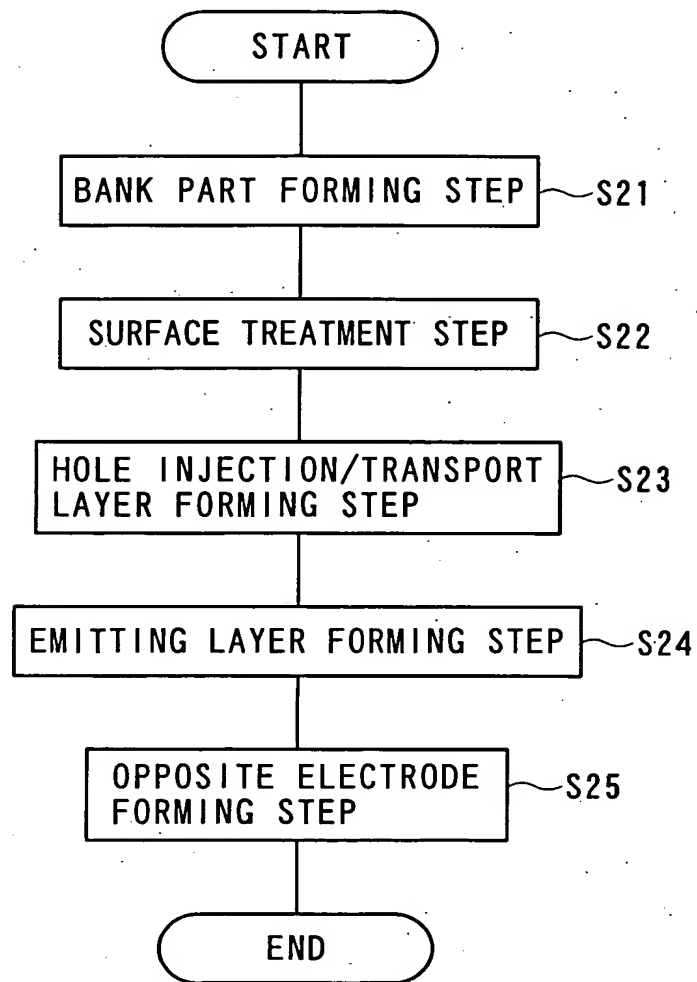 START
BANK PART FORMING STEP
S21
SURFACE TREATMENT STEP
S22
HOLE INJECTION/TRANSPORT
LAYER FORMING STEP
S23
EMITTING LAYER FORMING STEP
S24
OPPOSITE ELECTRODE
FORMING STEP
S25
END